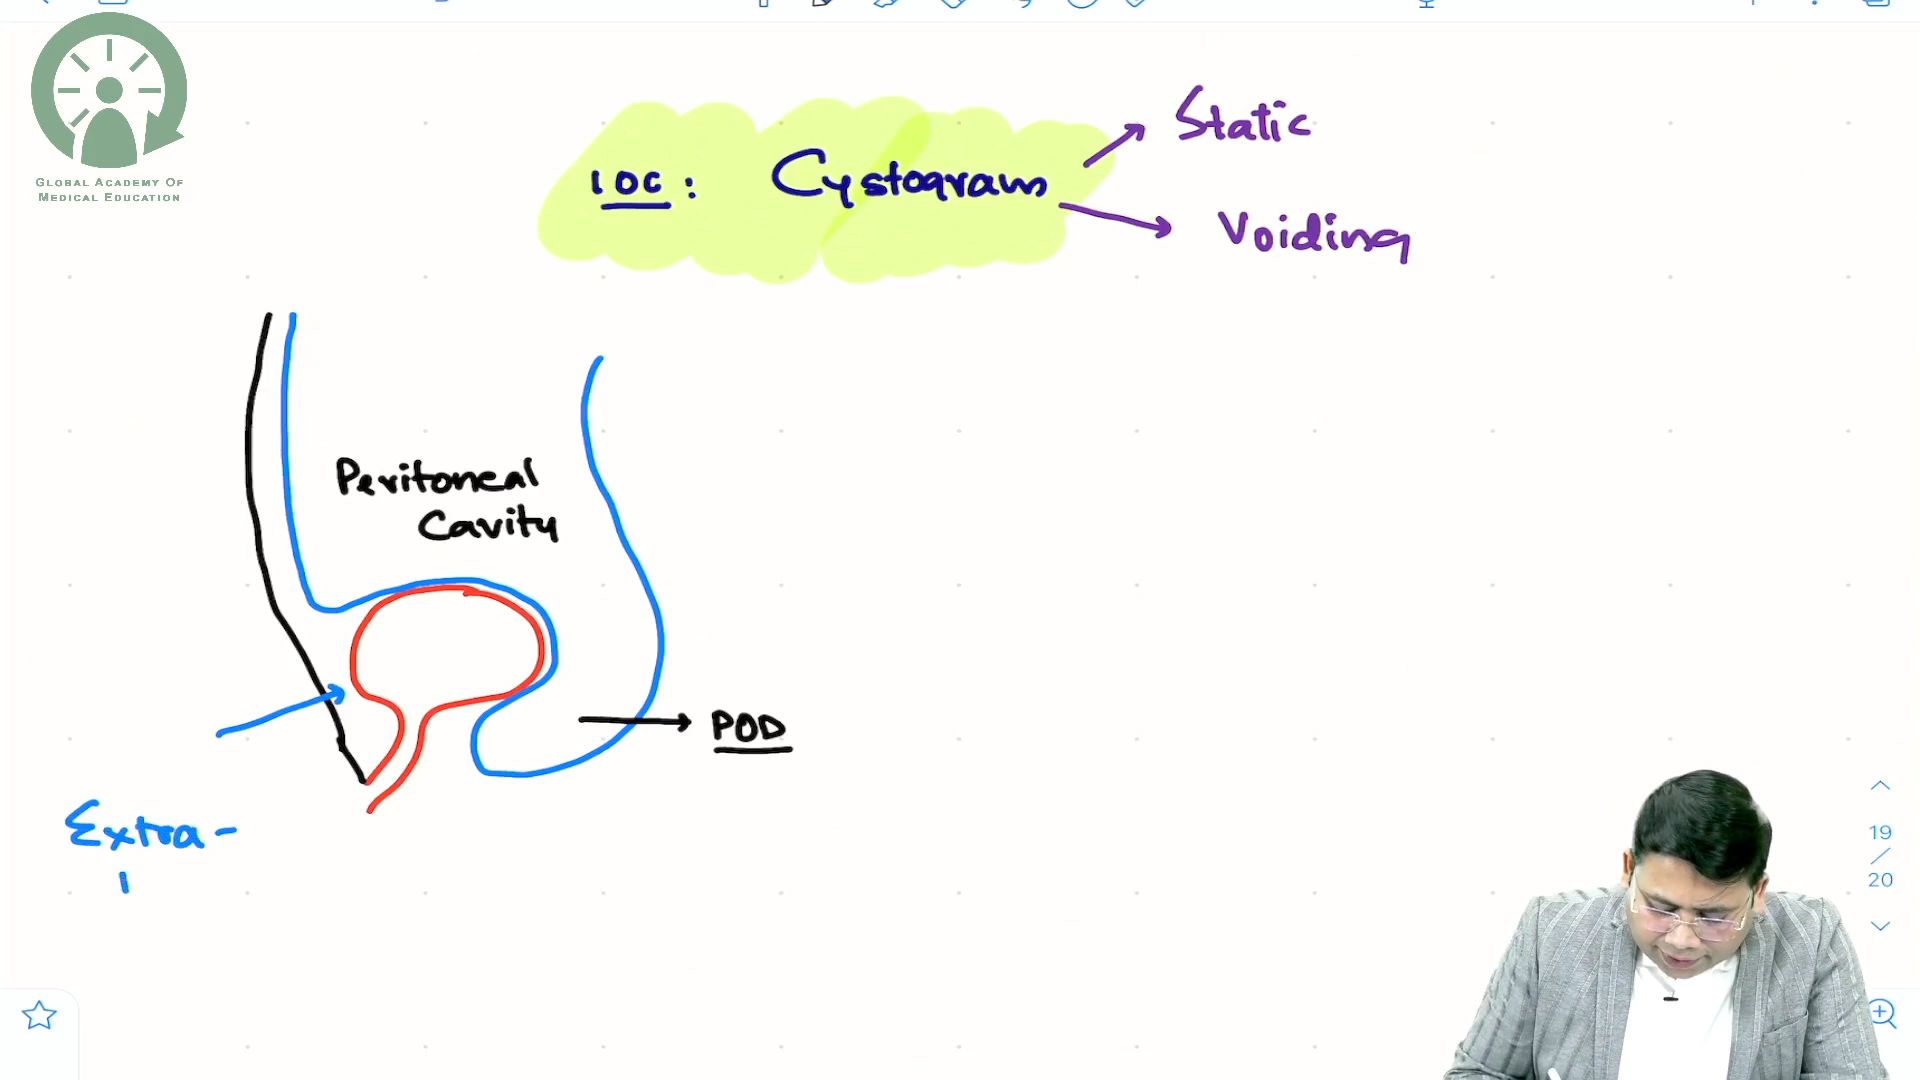 GLOBAL ACADEMY OF
MEDICAL EDUCATION
IOC: Cystogram
Static
Voiding
Peritoneal
Cavity
POD
Extra-
19
/
20